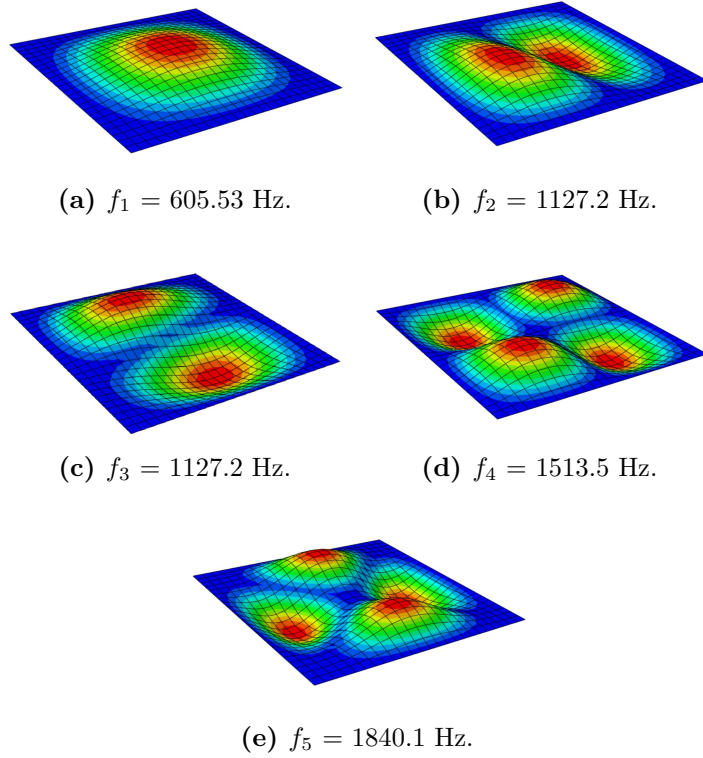 (a) f₁ = 605.53 Hz.
(b) f₂ = 1127.2 Hz.
(c) f₃ = 1127.2 Hz.
(d) f₄ = 1513.5 Hz.
(e) f₅ = 1840.1 Hz.